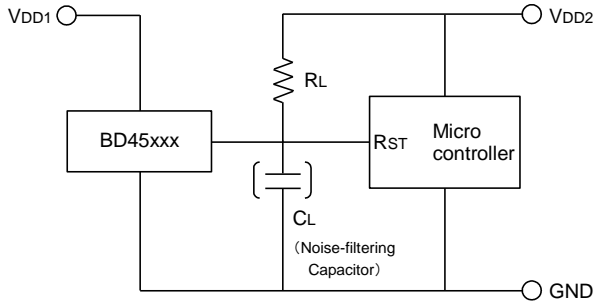 VDD1
VDD2
RL
BD45xxx
RST
Micro
controller
CL
（Noise-filtering
Capacitor）
GND